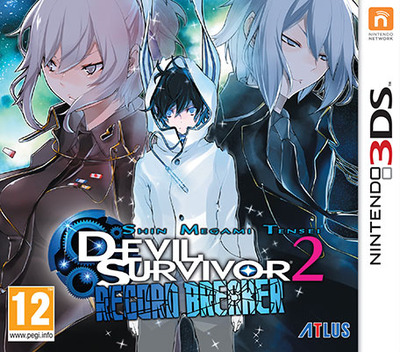 NINTENDO
NETWORK
NINTENDO 3DS
SHIN MEGAMI TENSEI
DEVIL
SURVIVOR 2
RECORD BREAKER
12
www.pegi.info
ATLUS